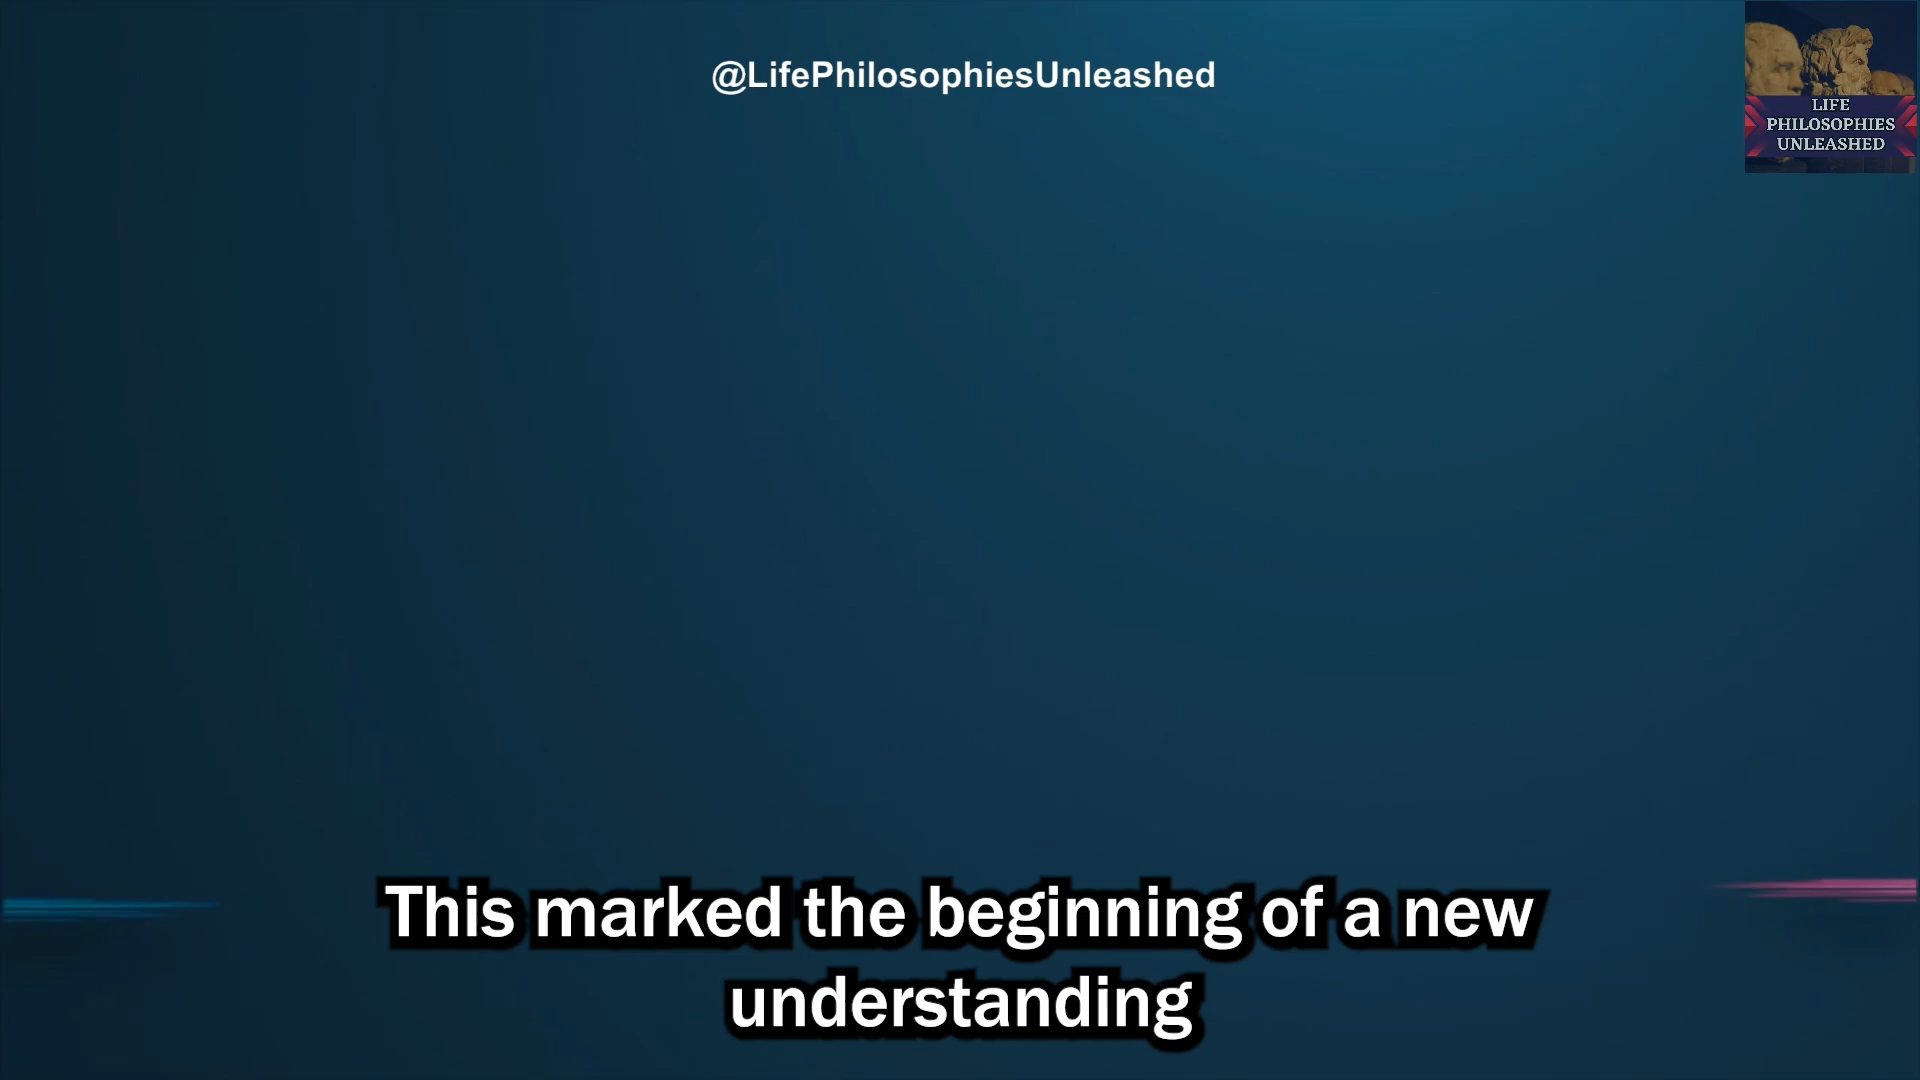 @LifePhilosophiesUnleashed
LIFE
PHILOSOPHIES
UNLEASHED
This marked the beginning of a new
understanding